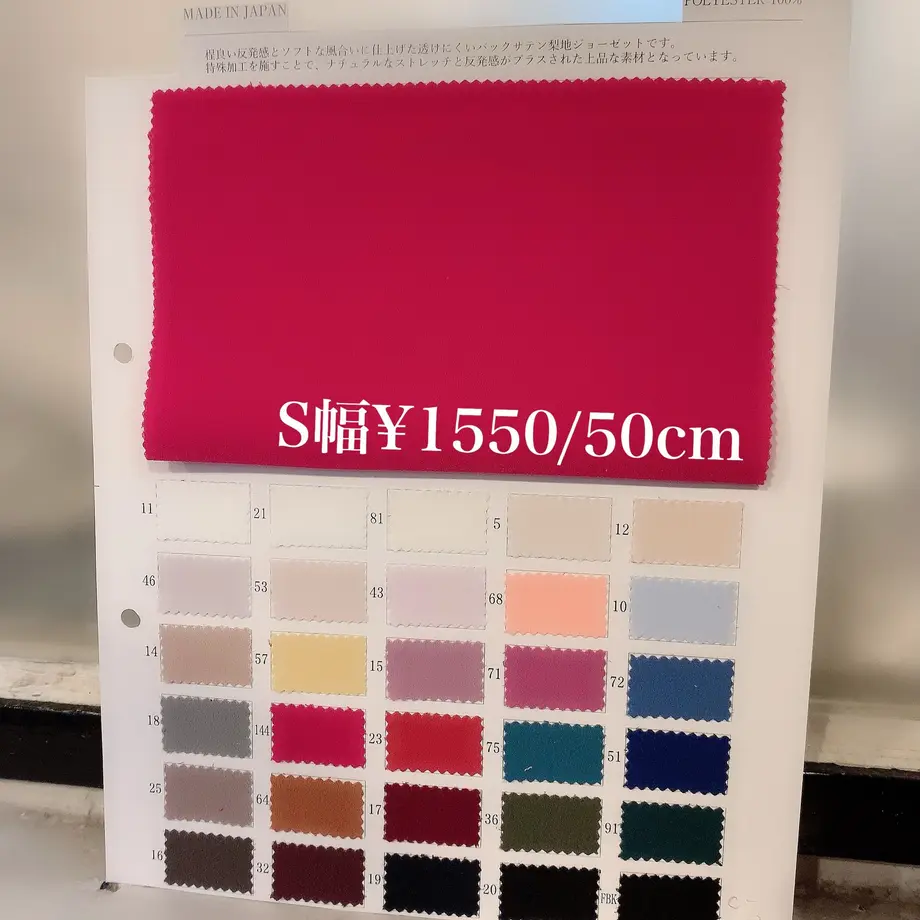 MADE IN JAPAN
POLYESTER 100%
程良い反発感とソフトな風合いに仕上げた透けにくいバックサテン梨地ジョーゼットです。
特殊加工を施すことで、ナチュラルなストレッチと反発感がプラスされた上品な素材となっています。
S幅¥1550/50cm
11 21 81 5 12
46 53 43 68 10
14 57 15 71 72
18 144 23 75 51
25 64 17 36 91
16 32 19 20 FBK